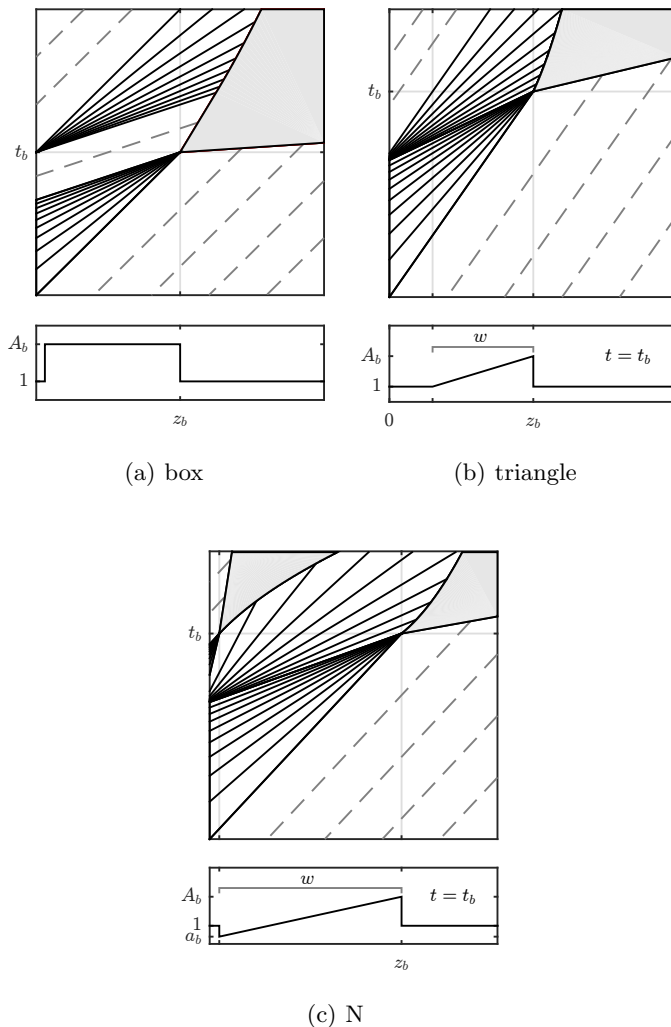 t_b
t_b
A_b
1
z_b
w
A_b
1
t = t_b
0
z_b
(a) box
(b) triangle
t_b
w
A_b
1
a_b
t = t_b
z_b
(c) N